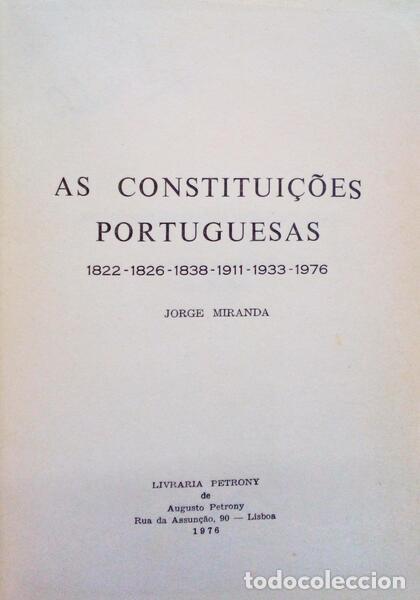 AS CONSTITUIÇÕES
PORTUGUESAS
1822-1826-1838-1911-1933-1976
JORGE MIRANDA
LIVRARIA PETRONY
de
Augusto Petrony
Rua da Assunção, 90 — Lisboa
1976
todocoleccion